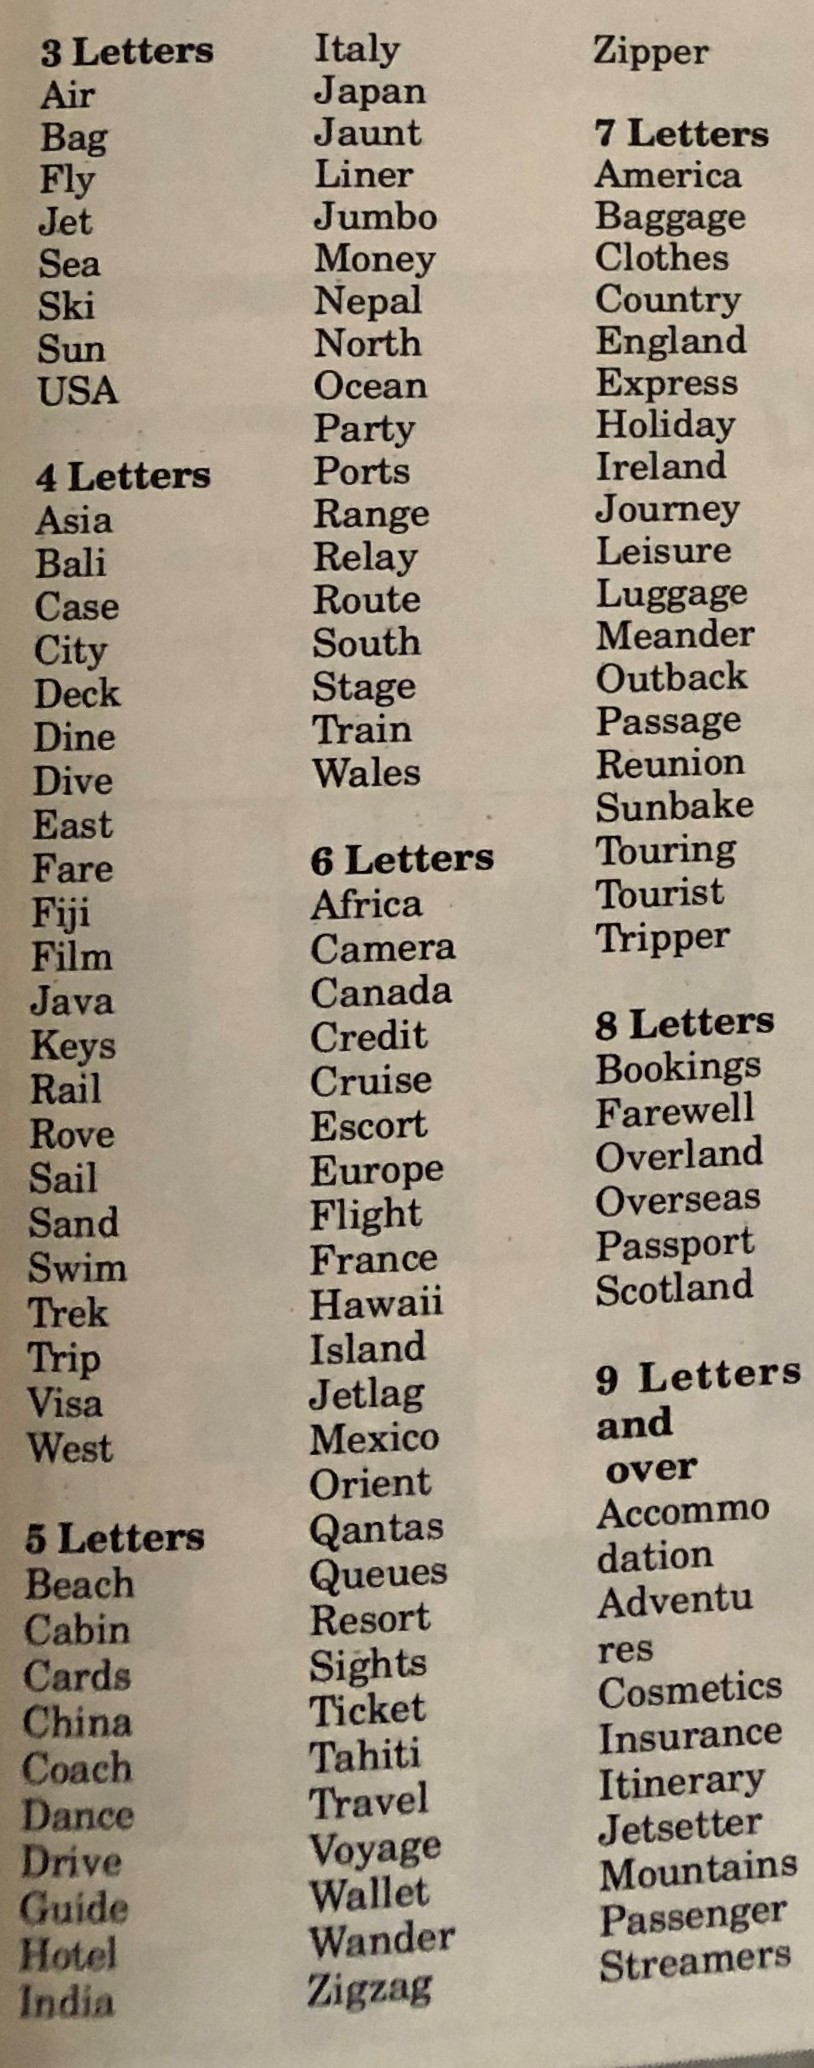 3 Letters
Air
Bag
Fly
Jet
Sea
Ski
Sun
USA
4 Letters
Asia
Bali
Case
City
Deck
Dine
Dive
East
Fare
Fiji
Film
Java
Keys
Rail
Rove
Sail
Sand
Swim
Trek
Trip
Visa
West
5 Letters
Beach
Cabin
Cards
China
Coach
Dance
Drive
Guide
Hotel
India
Italy
Japan
Jaunt
Liner
Jumbo
Money
Nepal
North
Ocean
Party
Ports
Range
Relay
Route
South
Stage
Train
Wales
6 Letters
Africa
Camera
Canada
Credit
Cruise
Escort
Europe
Flight
France
Hawaii
Island
Jetlag
Mexico
Orient
Qantas
Queues
Resort
Sights
Ticket
Tahiti
Travel
Voyage
Wallet
Wander
Zigzag
Zipper
7 Letters
America
Baggage
Clothes
Country
England
Express
Holiday
Ireland
Journey
Leisure
Luggage
Meander
Outback
Passage
Reunion
Sunbake
Touring
Tourist
Tripper
8 Letters
Bookings
Farewell
Overland
Overseas
Passport
Scotland
9 Letters
and
over
Accommo
dation
Adventu
res
Cosmetics
Insurance
Itinerary
Jetsetter
Mountains
Passenger
Streamers